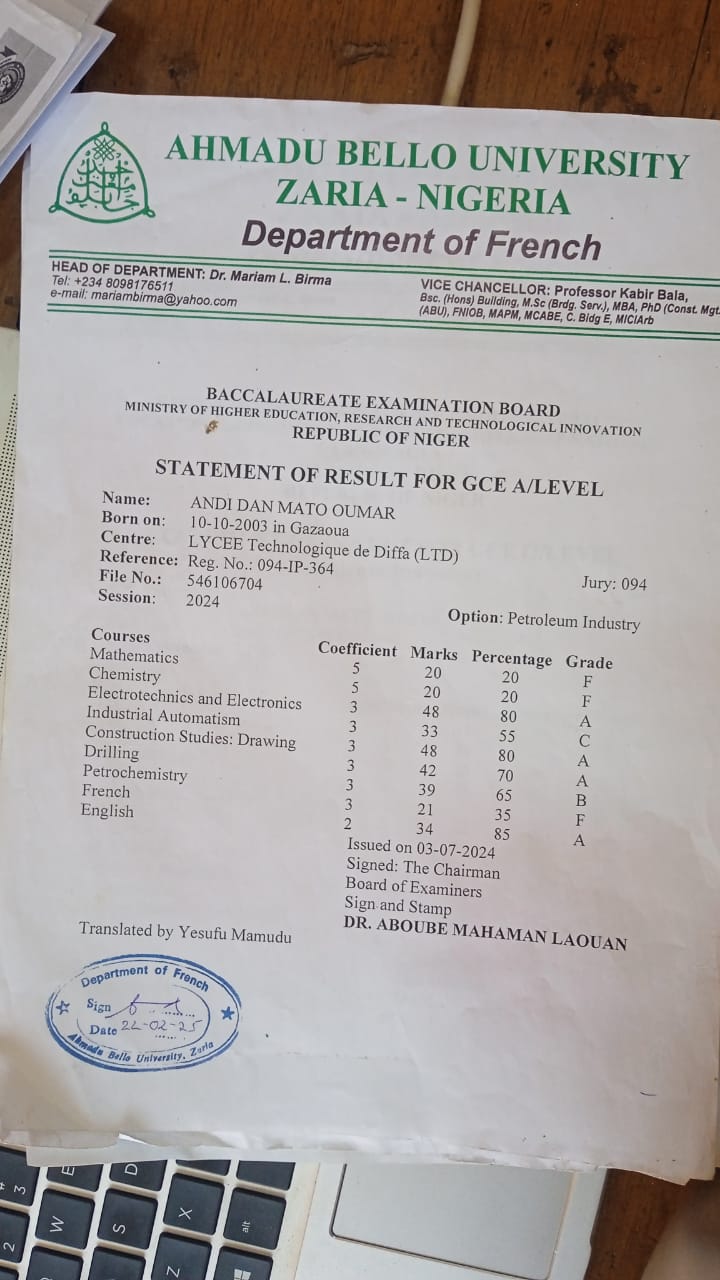 AHMADU BELLO UNIVERSITY
ZARIA - NIGERIA
Department of French
HEAD OF DEPARTMENT: Dr. Mariam L. Birma
Tel: +234 8098176511
e-mail: mariambirma@yahoo.com
VICE CHANCELLOR: Professor Kabir Bala,
Bsc. (Hons) Building, M.Sc (Brdg. Serv.), MBA, PhD (Const. Mgt.
(ABU), FNIOB, MAPM, MCABE, C. Bidg E, MICiArb
BACCALAUREATE EXAMINATION BOARD
MINISTRY OF HIGHER EDUCATION, RESEARCH AND TECHNOLOGICAL INNOVATION
REPUBLIC OF NIGER
STATEMENT OF RESULT FOR GCE A/LEVEL
Name: ANDI DAN MATO OUMAR
Born on: 10-10-2003 in Gazaoua
Centre: LYCEE Technologique de Diffa (LTD)
Reference: Reg. No.: 094-IP-364 Jury: 094
File No.: 546106704
Session: 2024 Option: Petroleum Industry
Courses Coefficient Marks Percentage Grade
Mathematics 5 20 20 F
Chemistry 5 20 20 F
Electrotechnics and Electronics 3 48 80 A
Industrial Automatism 3 33 55 C
Construction Studies: Drawing 3 48 80 A
Drilling 3 42 70 A
Petrochemistry 3 39 65 B
French 3 21 35 F
English 2 34 85 A
Issued on 03-07-2024
Signed: The Chairman
Board of Examiners
Sign and Stamp
DR. ABOUBE MAHAMAN LAOUAN
Translated by Yesufu Mamudu
Department of French
Sign
Date 22-02-25
Ahmadu Bello University, Zaria
# 3 E D
2 W S X alt
Z